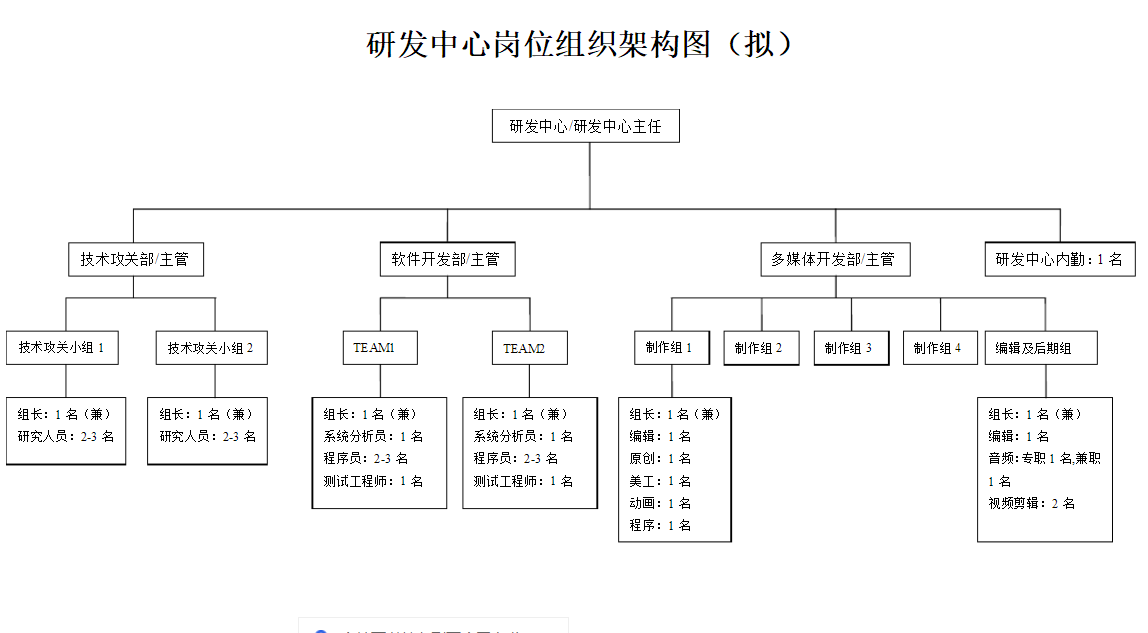 研发中心岗位组织架构图（拟）
研发中心/研发中心主任
技术攻关部/主管
软件开发部/主管
多媒体开发部/主管
研发中心内勤：1 名
技术攻关小组 1
技术攻关小组 2
TEAM1
TEAM2
制作组 1
制作组 2
制作组 3
制作组 4
编辑及后期组
组长：1 名（兼）
研究人员：2-3 名
组长：1 名（兼）
研究人员：2-3 名
组长：1 名（兼）
系统分析员：1 名
程序员：2-3 名
测试工程师：1 名
组长：1 名（兼）
系统分析员：1 名
程序员：2-3 名
测试工程师：1 名
组长：1 名（兼）
编辑：1 名
原创：1 名
美工：1 名
动画：1 名
程序：1 名
组长：1 名（兼）
编辑：1 名
音频：专职 1 名,兼职
1 名
视频剪辑：2 名